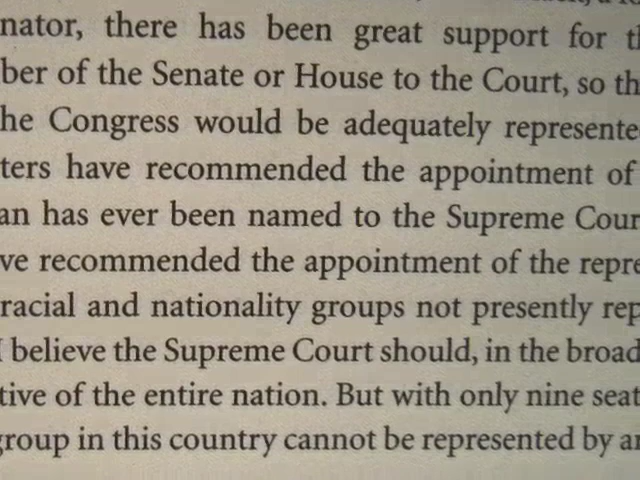 nator, there has been great support for th
ber of the Senate or House to the Court, so th
he Congress would be adequately represente
ters have recommended the appointment of
an has ever been named to the Supreme Cour
ve recommended the appointment of the repre
racial and nationality groups not presently rep
I believe the Supreme Court should, in the broad
tive of the entire nation. But with only nine seat
group in this country cannot be represented by an